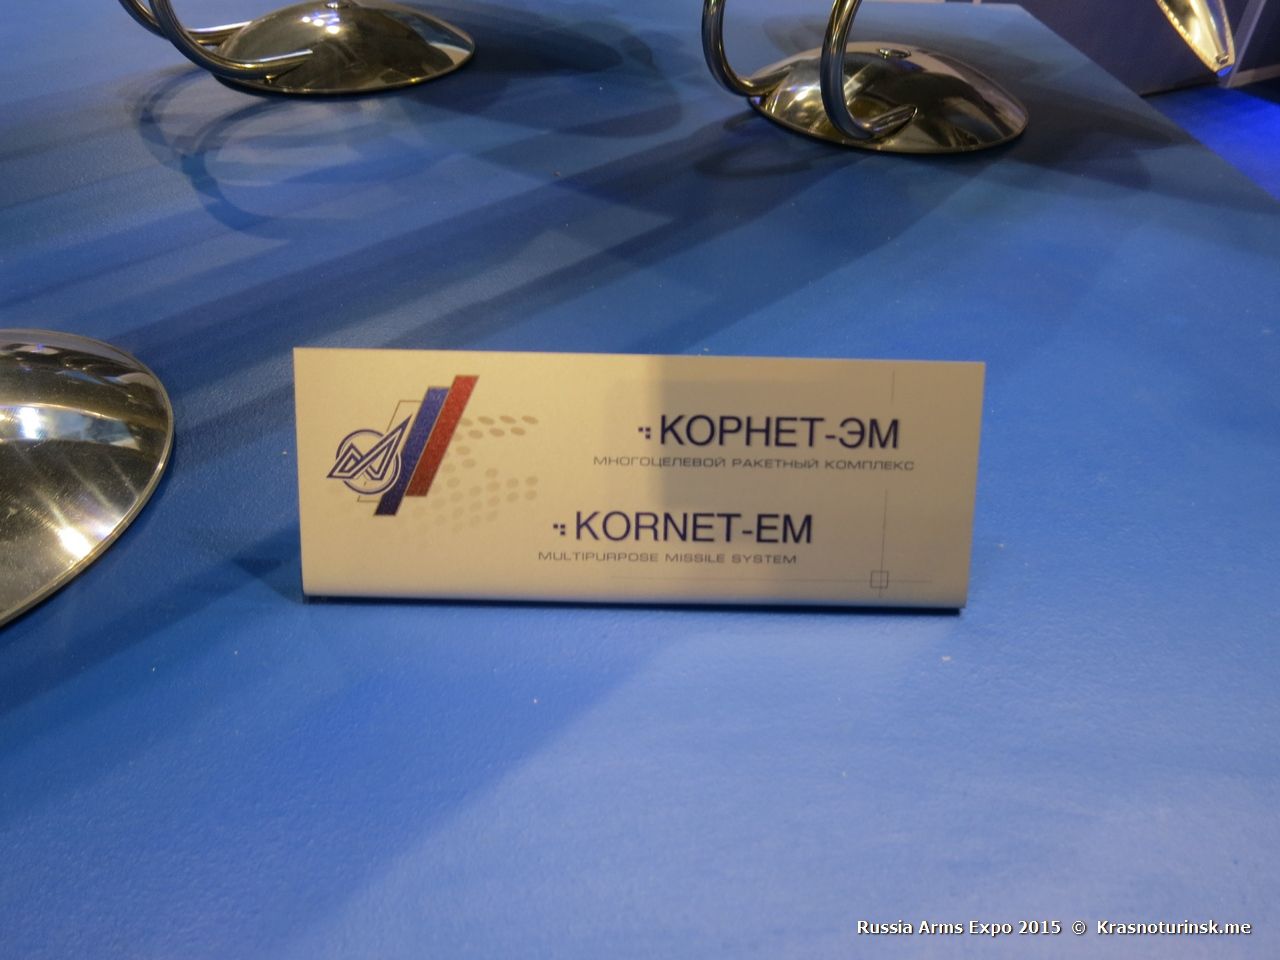 КОРНЕТ-ЭМ
МНОГОЦЕЛЕВОЙ РАКЕТНЫЙ КОМПЛЕКС
KORNET-EM
MULTIPURPOSE MISSILE SYSTEM
Russia Arms Expo 2015 © Krasnoturinsk.me